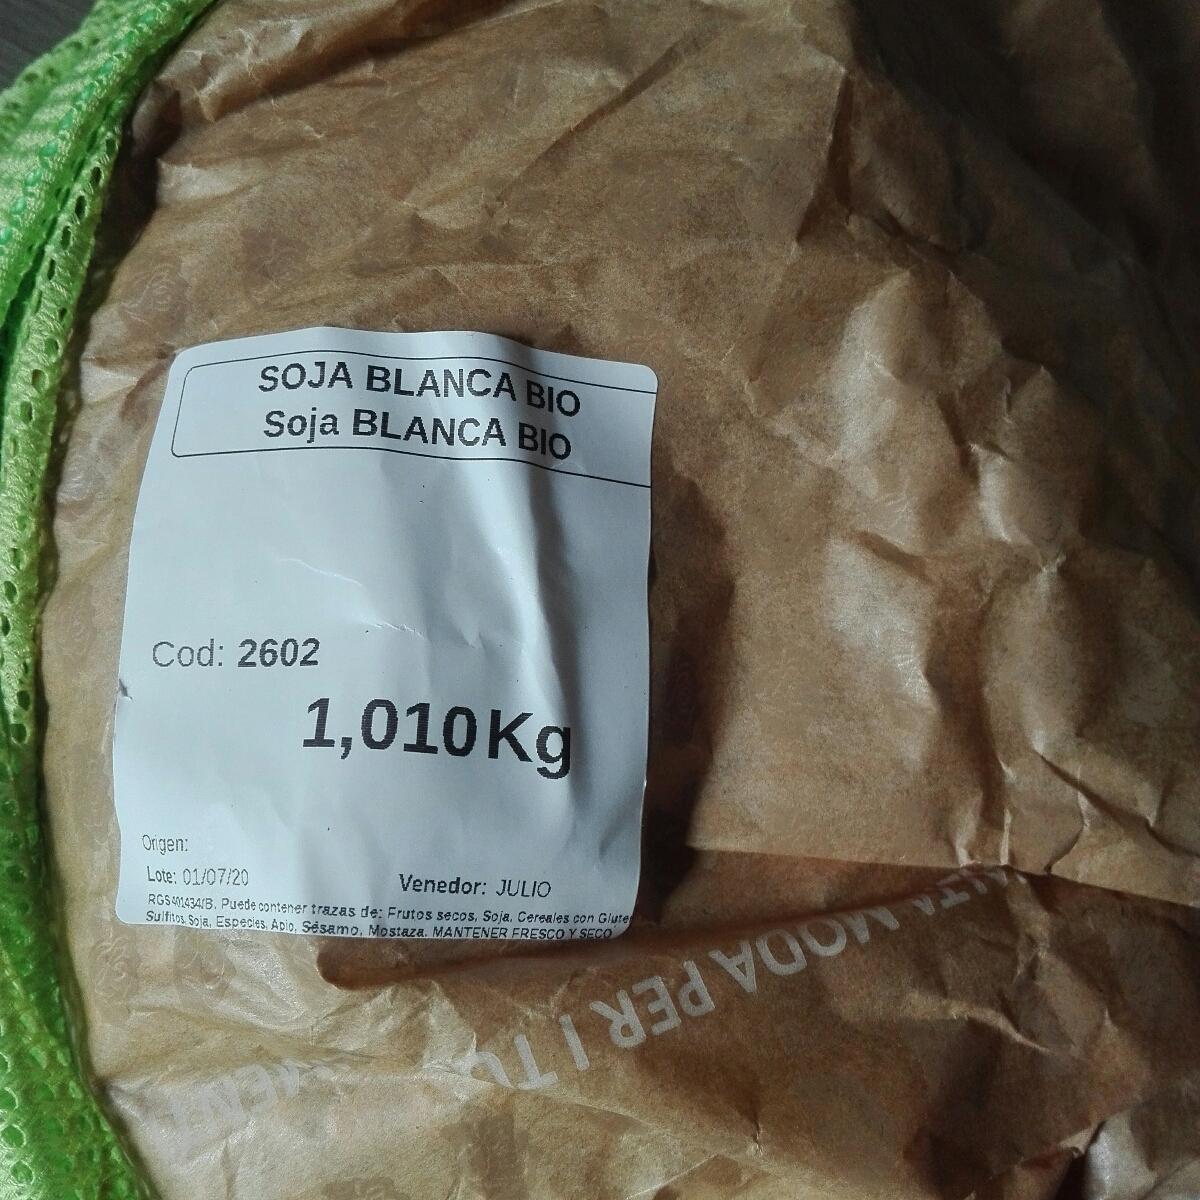 SOJA BLANCA BIO
Soja BLANCA BIO
Cod: 2602
1,010Kg
Origen:
Lote: 01/07/20
Venedor: JULIO
RGS401434/B. Puede contener trazas de: Frutos secos, Soja, Cereales con Gluten
Sulfitos, Soja, Especies, Apio, Sésamo, Mostaza. MANTENER FRESCO Y SECO
MODA PER I